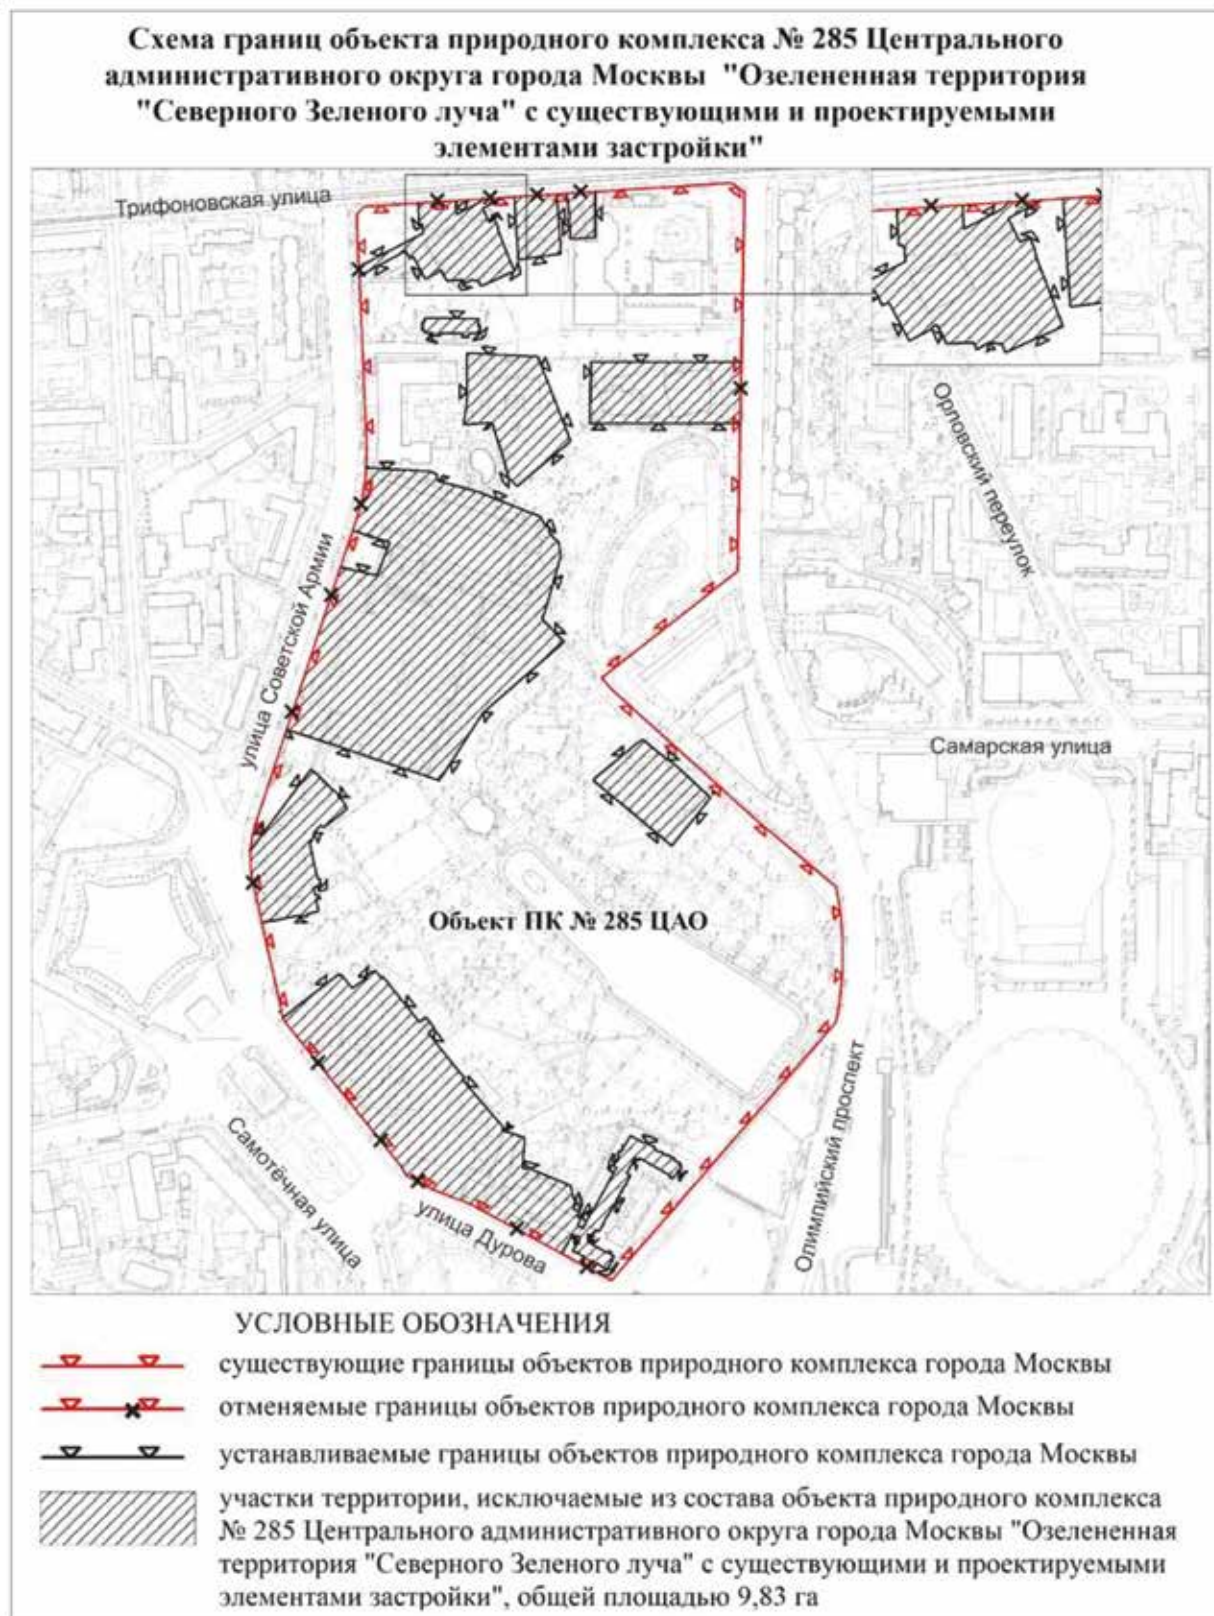 Схема границ объекта природного комплекса № 285 Центрального
административного округа города Москвы "Озелененная территория
"Северного Зеленого луча" с существующими и проектируемыми
элементами застройки"
Трифоновская улица
Орловский переулок
улица Советской Армии
Самарская улица
Объект ПК № 285 ЦАО
Олимпийский проспект
Самотёчная улица
улица Дурова
УСЛОВНЫЕ ОБОЗНАЧЕНИЯ
существующие границы объектов природного комплекса города Москвы
отменяемые границы объектов природного комплекса города Москвы
устанавливаемые границы объектов природного комплекса города Москвы
участки территории, исключаемые из состава объекта природного комплекса
№ 285 Центрального административного округа города Москвы "Озелененная
территория "Северного Зеленого луча" с существующими и проектируемыми
элементами застройки", общей площадью 9,83 га